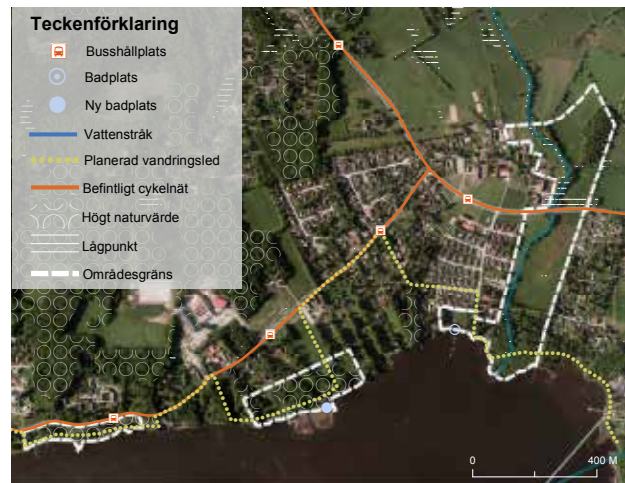 Teckenförklaring
Busshållplats
Badplats
Ny badplats
Vattenstråk
Planerad vandringsled
Befintligt cykelnät
Högt naturvärde
Lågpunkt
Områdesgräns
0 400 M